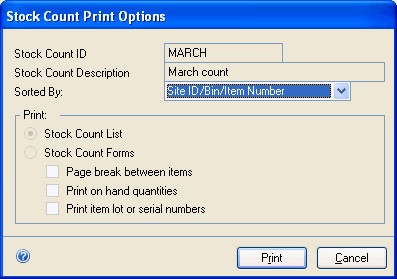 Stock Count Print Options
Stock Count ID MARCH
Stock Count Description March count
Sorted By: Site ID/Bin/Item Number
Print:
Stock Count List
Stock Count Forms
Page break between items
Print on hand quantities
Print item lot or serial numbers
? Print Cancel